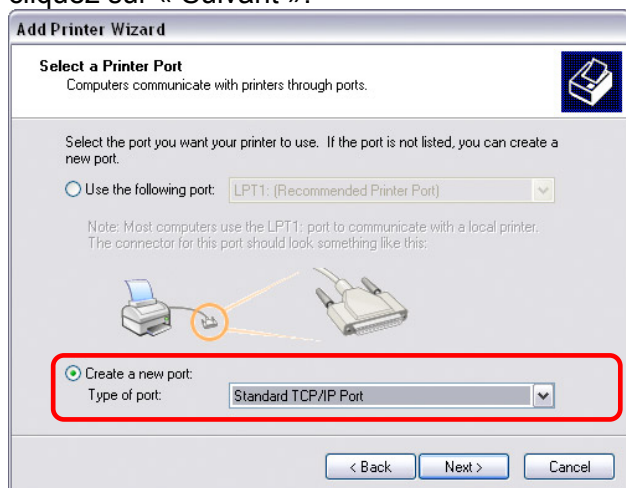 cliquez sur « Suivant ».
Add Printer Wizard
Select a Printer Port
Computers communicate with printers through ports.
Select the port you want your printer to use. If the port is not listed, you can create a
new port.
Use the following port: LPT1: (Recommended Printer Port)
Note: Most computers use the LPT1: port to communicate with a local printer.
The connector for this port should look something like this:
Create a new port:
Type of port: Standard TCP/IP Port
< Back Next > Cancel